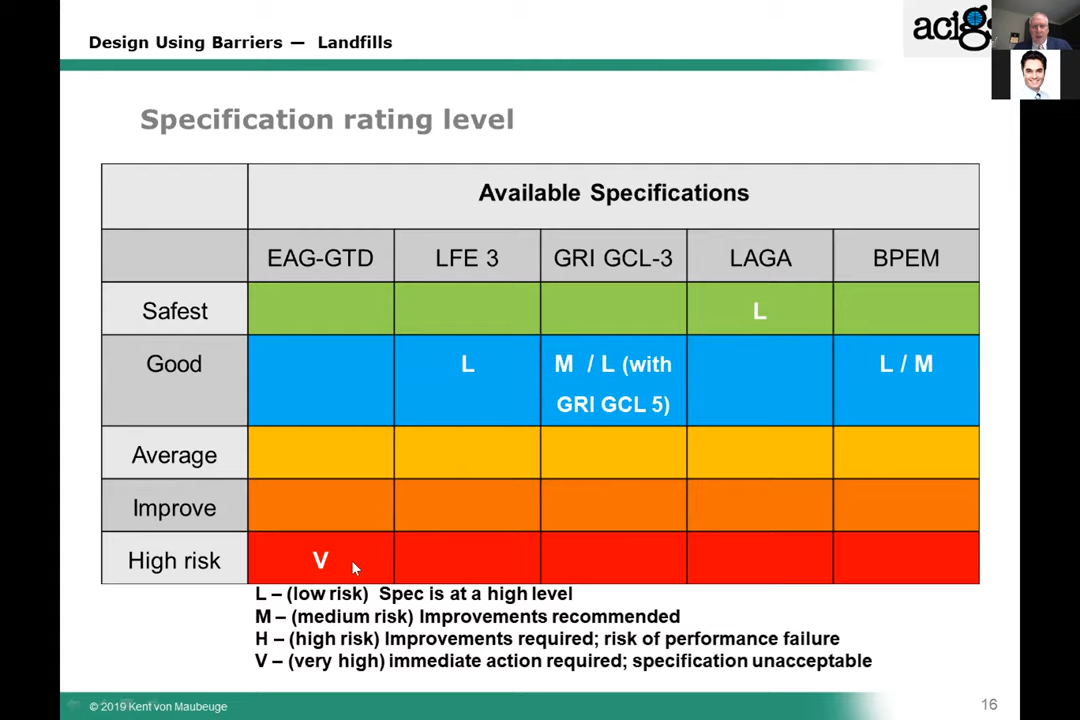 Design Using Barriers — Landfills
acigs
Specification rating level
Available Specifications
EAG-GTD LFE 3 GRI GCL-3 LAGA BPEM
Safest L
Good L M / L (with L / M
GRI GCL 5)
Average
Improve
High risk V
L – (low risk) Spec is at a high level
M – (medium risk) Improvements recommended
H – (high risk) Improvements required; risk of performance failure
V – (very high) immediate action required; specification unacceptable
© 2019 Kent von Maubeuge
16